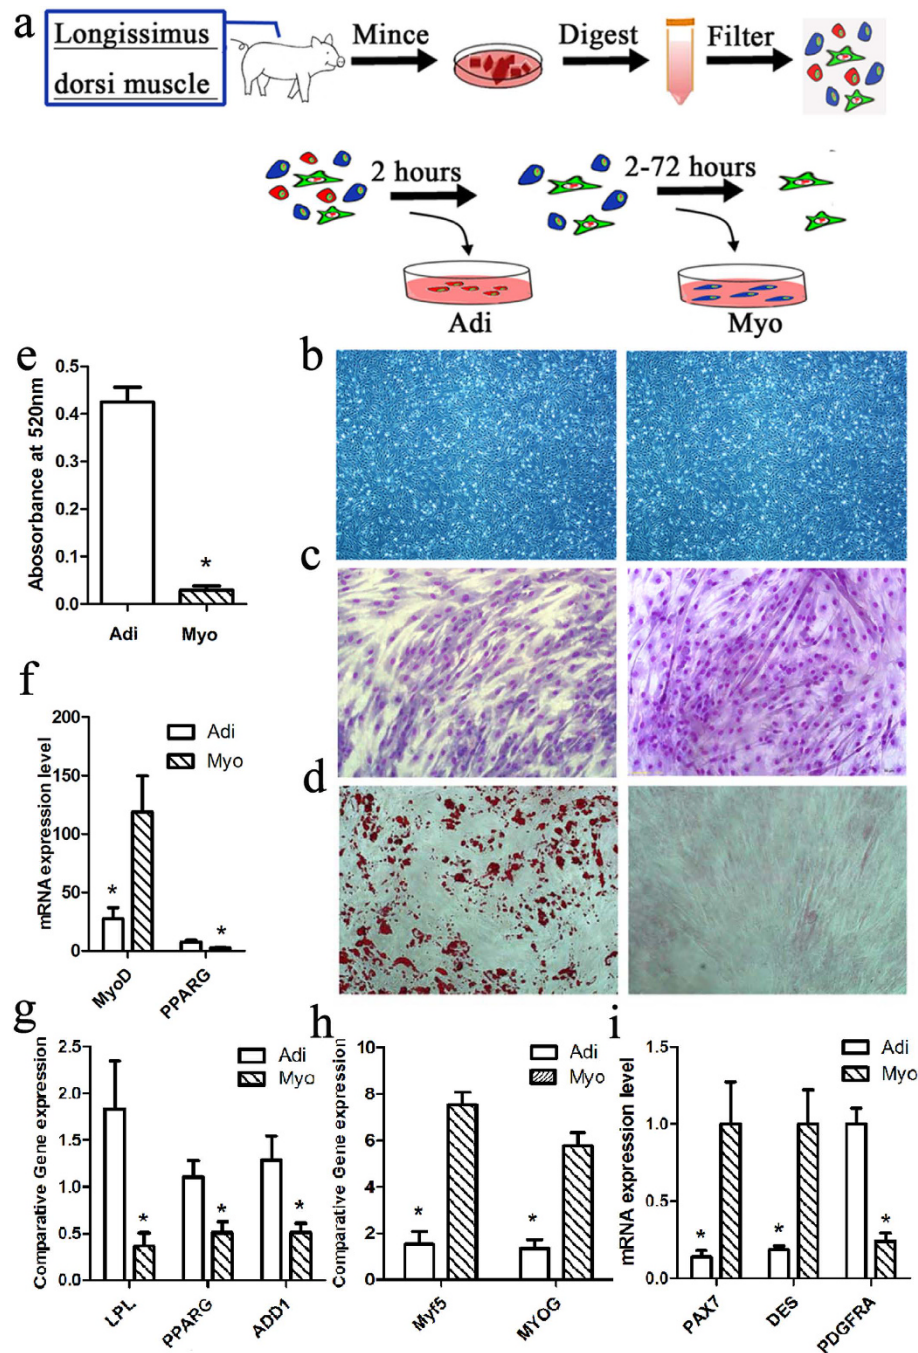 a
Longissimus
dorsi muscle
Mince
Digest
Filter
2 hours
2-72 hours
Adi
Myo
e
Abosorbance at 520nm
0.5
0.4
0.3
0.2
0.1
0.0
*
Adi
Myo
b
c
d
f
mRNA expression level
200
150
100
50
0
Adi
Myo
*
*
MyoD
PPARG
g
Comparative Gene expression
2.5
2.0
1.5
1.0
0.5
0.0
Adi
Myo
*
*
*
LPL
PPARG
ADD1
h
Comparative Gene expression
10
8
6
4
2
0
Adi
Myo
*
*
Myf5
MYOG
i
mRNA expression level
1.5
1.0
0.5
0.0
Adi
Myo
*
*
*
PAX7
DES
PDGFRA